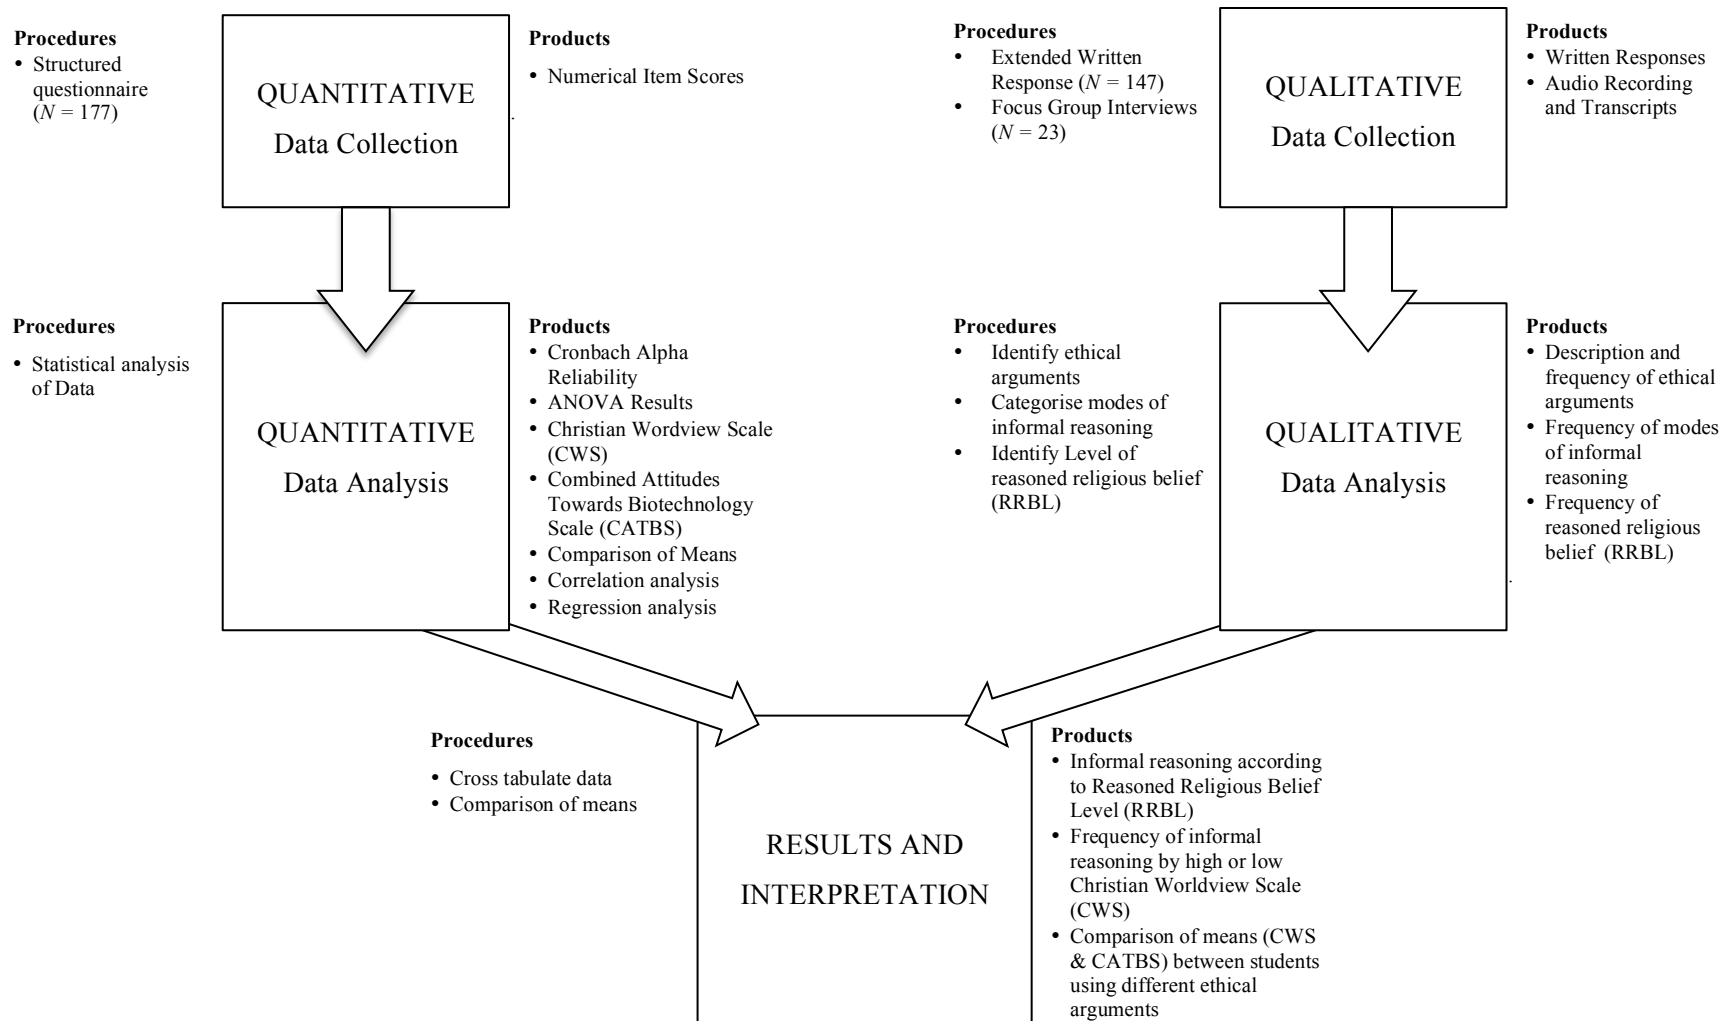 Procedures
• Structured
questionnaire
(N = 177)
QUANTITATIVE
Data Collection
Products
• Numerical Item Scores
.
Procedures
• Extended Written
Response (N = 147)
• Focus Group Interviews
(N = 23)
QUALITATIVE
Data Collection
Products
• Written Responses
• Audio Recording
and Transcripts
Procedures
• Statistical analysis
of Data
QUANTITATIVE
Data Analysis
Products
• Cronbach Alpha
Reliability
• ANOVA Results
• Christian Wordview Scale
(CWS)
• Combined Attitudes
Towards Biotechnology
Scale (CATBS)
• Comparison of Means
• Correlation analysis
• Regression analysis
Procedures
• Identify ethical
arguments
• Categorise modes of
informal reasoning
• Identify Level of
reasoned religious belief
(RRBL)
QUALITATIVE
Data Analysis
Products
• Description and
frequency of ethical
arguments
• Frequency of modes
of informal
reasoning
• Frequency of
reasoned religious
belief (RRBL)
.
Procedures
• Cross tabulate data
• Comparison of means
RESULTS AND
INTERPRETATION
Products
• Informal reasoning according
to Reasoned Religious Belief
Level (RRBL)
• Frequency of informal
reasoning by high or low
Christian Worldview Scale
(CWS)
• Comparison of means (CWS
& CATBS) between students
using different ethical
arguments